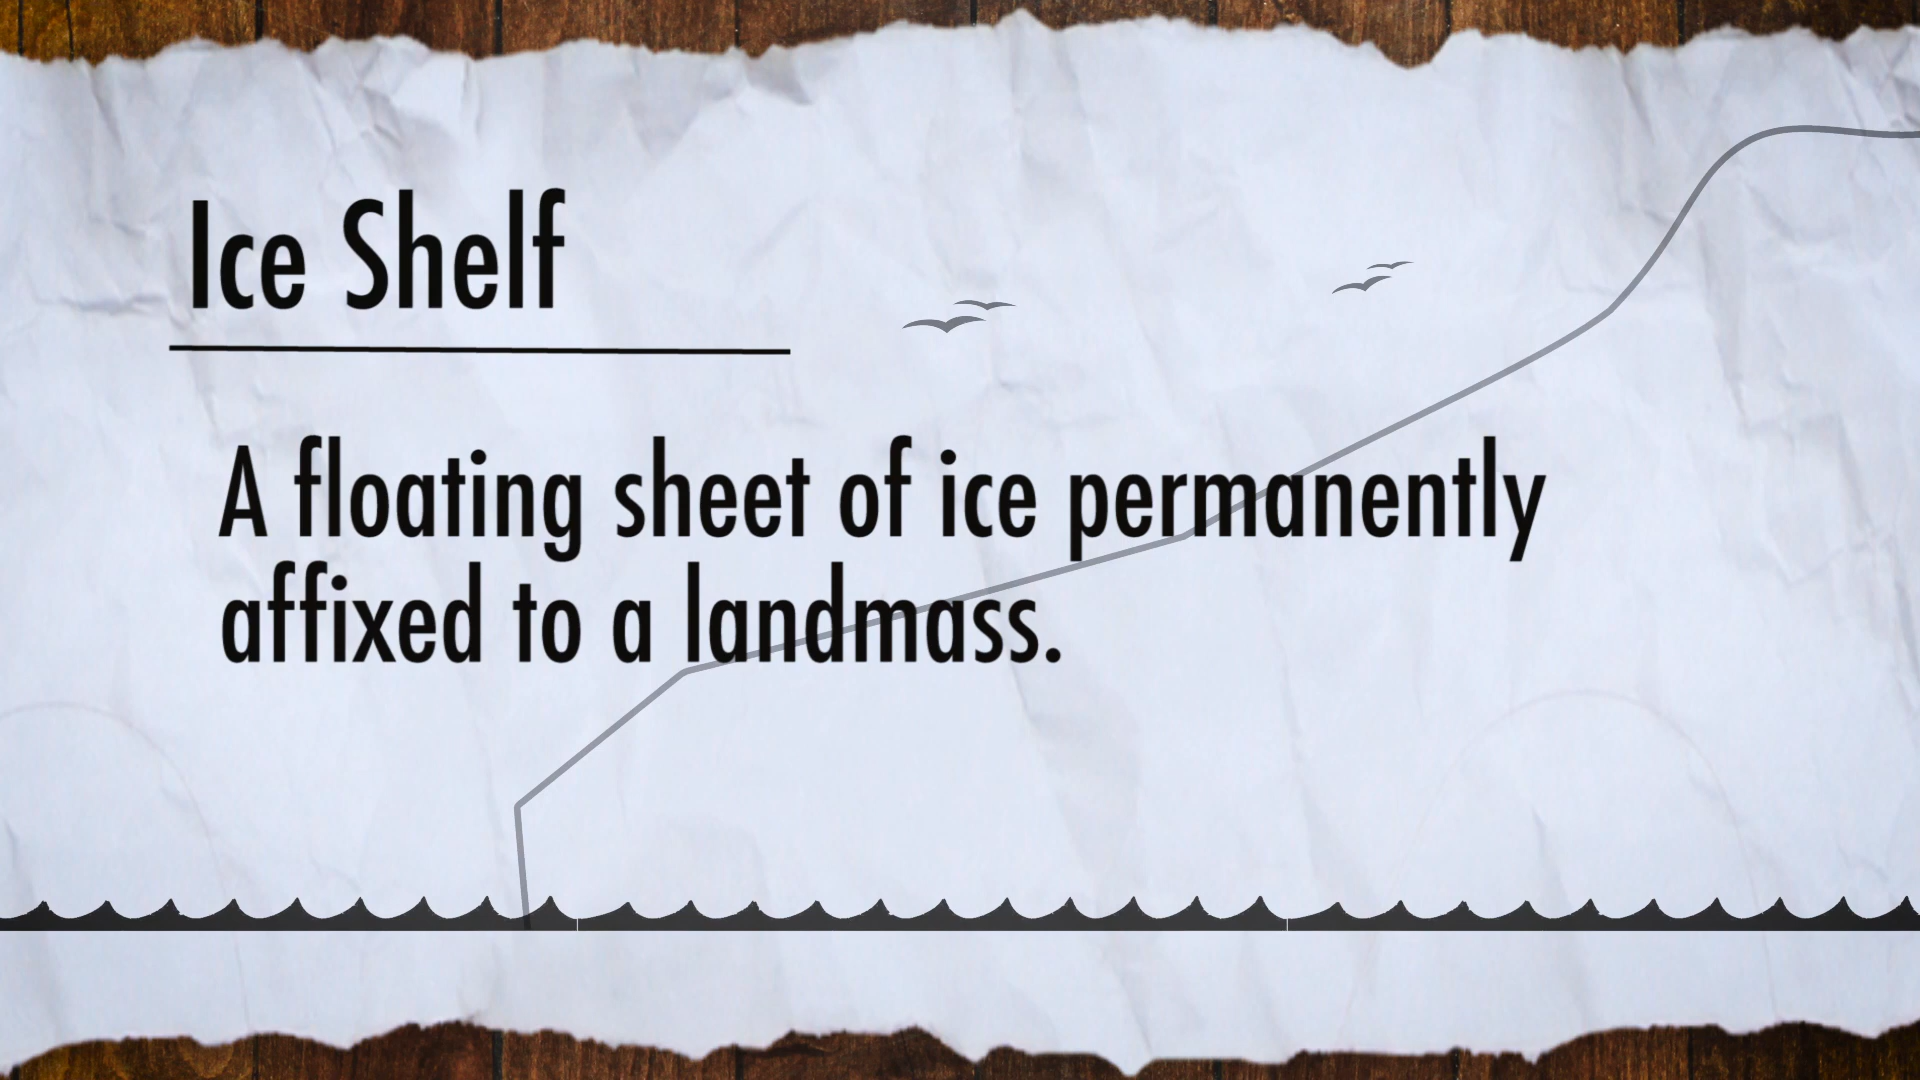 Ice Shelf
A floating sheet of ice permanently
affixed to a landmass.